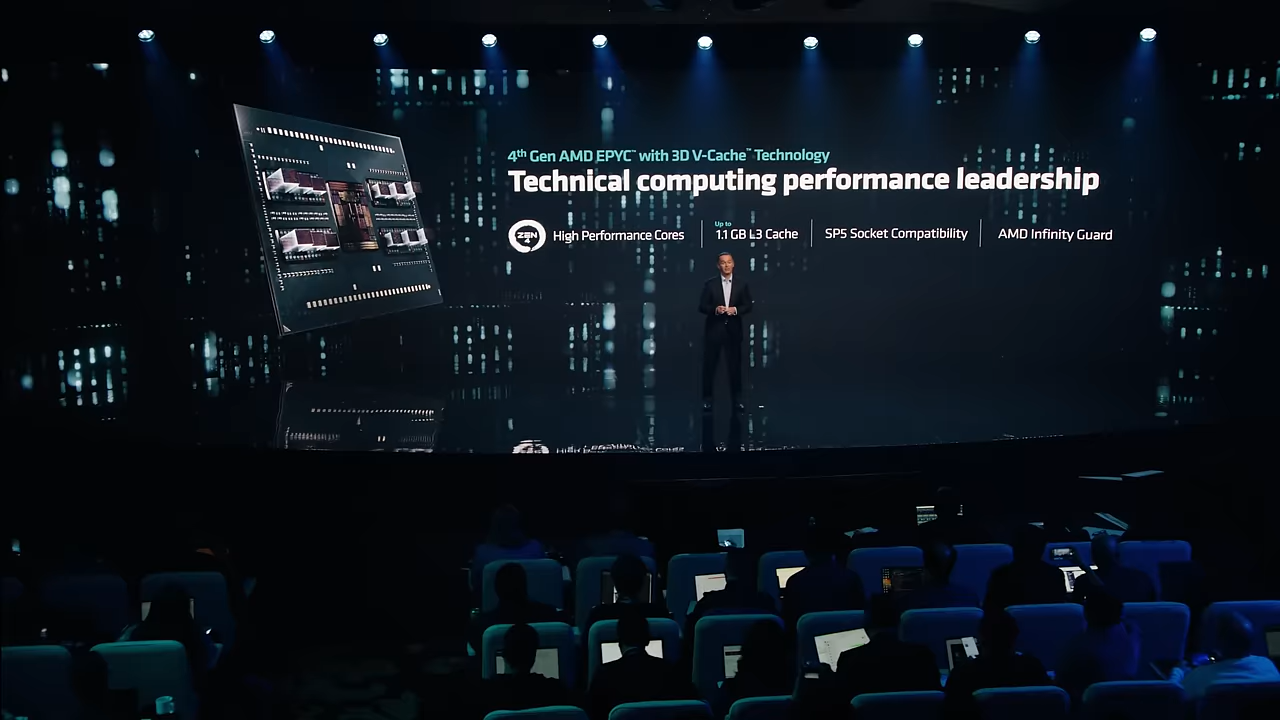 4th Gen AMD EPYC™ with 3D V-Cache™ Technology
Technical computing performance leadership
ZEN 4
High Performance Cores
Up to
1.1 GB L3 Cache
SP5 Socket Compatibility
AMD Infinity Guard